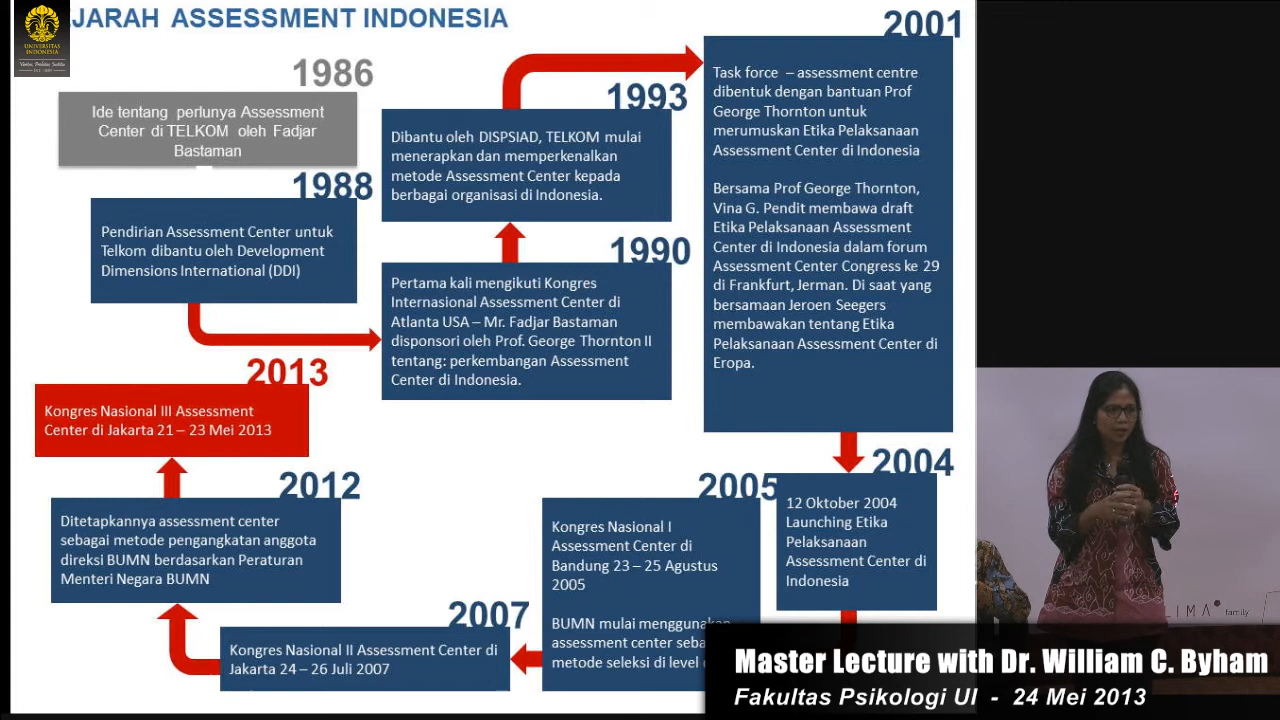 JARAH ASSESSMENT INDONESIA
UNIVERSITAS
INDONESIA
1986
Ide tentang perlunya Assessment
Center di TELKOM oleh Fadjar
Bastaman
1988
Pendirian Assessment Center untuk
Telkom dibantu oleh Development
Dimensions International (DDI)
1990
Pertama kali mengikuti Kongres
Internasional Assessment Center di
Atlanta USA – Mr. Fadjar Bastaman
disponsori oleh Prof. George Thornton II
tentang: perkembangan Assessment
Center di Indonesia.
1993
Dibantu oleh DISPSIAD, TELKOM mulai
menerapkan dan memperkenalkan
metode Assessment Center kepada
berbagai organisasi di Indonesia.
2001
Task force – assessment centre
dibentuk dengan bantuan Prof
George Thornton untuk
merumuskan Etika Pelaksanaan
Assessment Center di Indonesia
Bersama Prof George Thornton,
Vina G. Pendit membawa draft
Etika Pelaksanaan Assessment
Center di Indonesia dalam forum
Assessment Center Congress ke 29
di Frankfurt, Jerman. Di saat yang
bersamaan Jeroen Seegers
membawakan tentang Etika
Pelaksanaan Assessment Center di
Eropa.
2004
12 Oktober 2004
Launching Etika
Pelaksanaan
Assessment Center di
Indonesia
2005
Kongres Nasional I
Assessment Center di
Bandung 23 – 25 Agustus
2005
BUMN mulai menggunakan
assessment center seba
metode seleksi di level
2007
Kongres Nasional II Assessment Center di
Jakarta 24 – 26 Juli 2007
2012
Ditetapkannya assessment center
sebagai metode pengangkatan anggota
direksi BUMN berdasarkan Peraturan
Menteri Negara BUMN
2013
Kongres Nasional III Assessment
Center di Jakarta 21 – 23 Mei 2013
LIMA family
Master Lecture with Dr. William C. Byham
Fakultas Psikologi UI - 24 Mei 2013